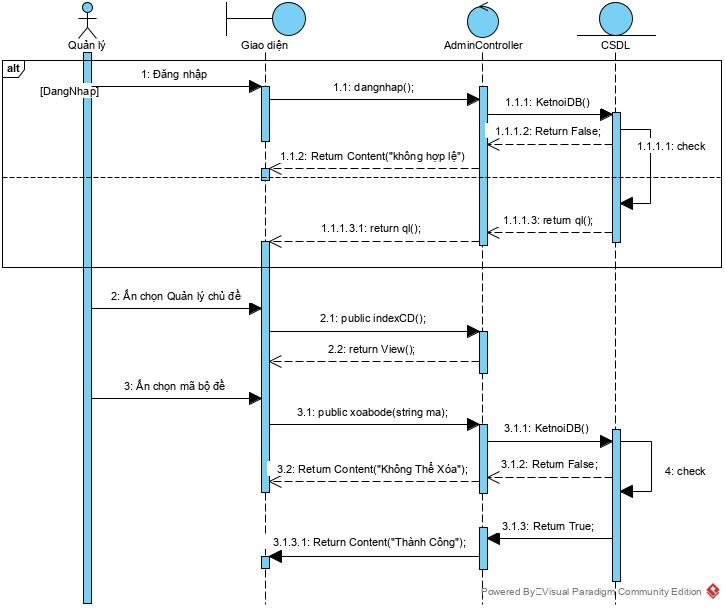 Quản lý
Giao diện
AdminController
CSDL
alt
1: Đăng nhập
[DangNhap]
1.1: dangnhap();
1.1.1: KetnoiDB()
1.1.1.2: Return False;
1.1.1.1: check
1.1.2: Return Content("không hợp lệ")
1.1.1.3: return ql();
1.1.1.3.1: return ql();
2: Ấn chọn Quản lý chủ đề
2.1: public indexCD();
2.2: return View();
3: Ấn chọn mã bộ đề
3.1: public xoabode(string ma);
3.1.1: KetnoiDB()
3.1.2: Return False;
3.2: Return Content("Không Thể Xóa");
4: check
3.1.3: Return True;
3.1.3.1: Return Content("Thành Công");
Powered By Visual Paradigm Community Edition